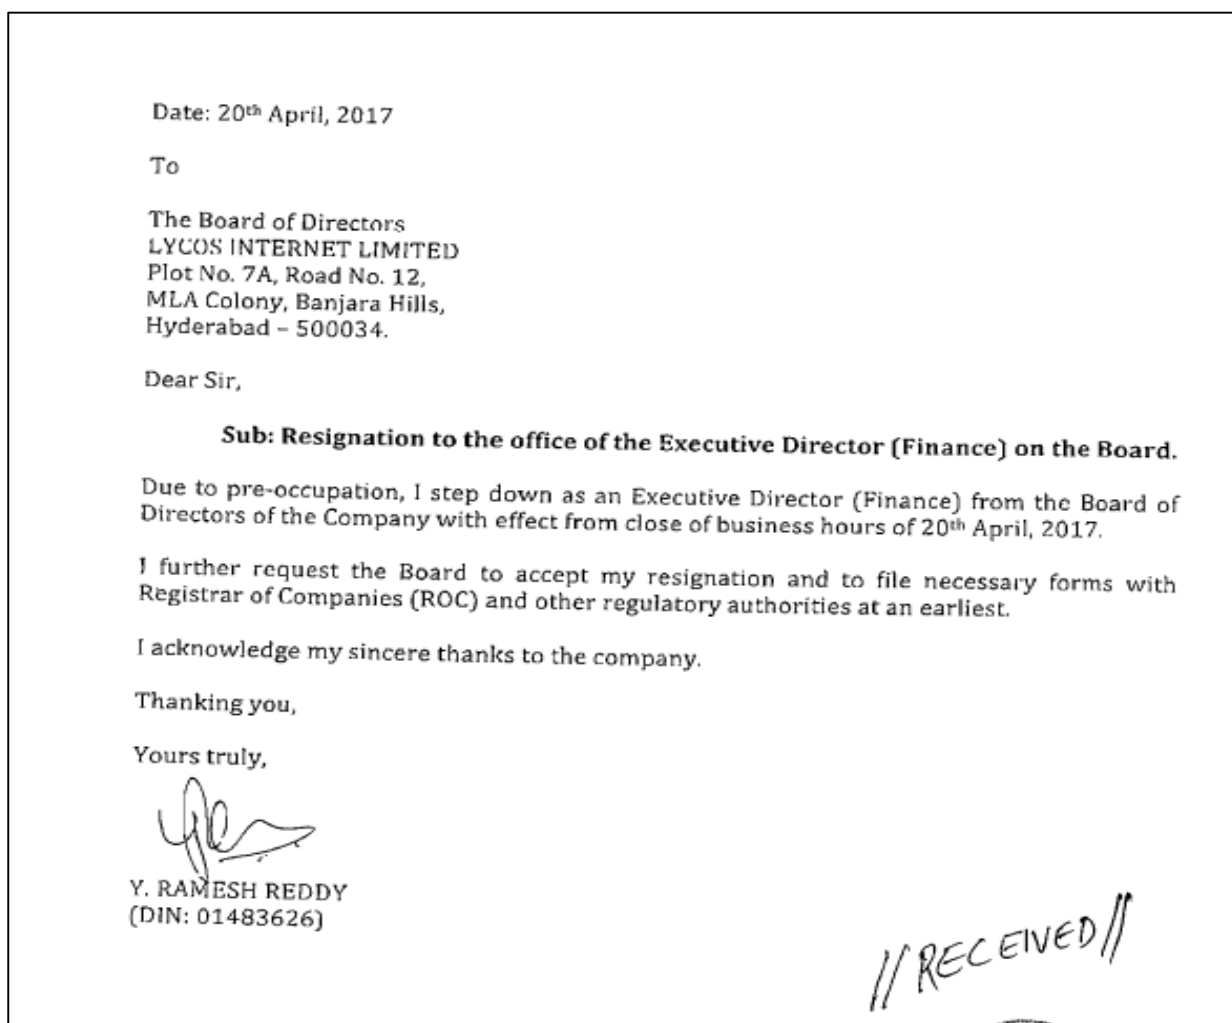 Date: 20th April, 2017
To
The Board of Directors
LYCOS INTERNET LIMITED
Plot No. 7A, Road No. 12,
MLA Colony, Banjara Hills,
Hyderabad – 500034.
Dear Sir,
Sub: Resignation to the office of the Executive Director (Finance) on the Board.
Due to pre-occupation, I step down as an Executive Director (Finance) from the Board of
Directors of the Company with effect from close of business hours of 20th April, 2017.
I further request the Board to accept my resignation and to file necessary forms with
Registrar of Companies (ROC) and other regulatory authorities at an earliest.
I acknowledge my sincere thanks to the company.
Thanking you,
Yours truly,
Y. RAMESH REDDY
(DIN: 01483626)
// RECEIVED //